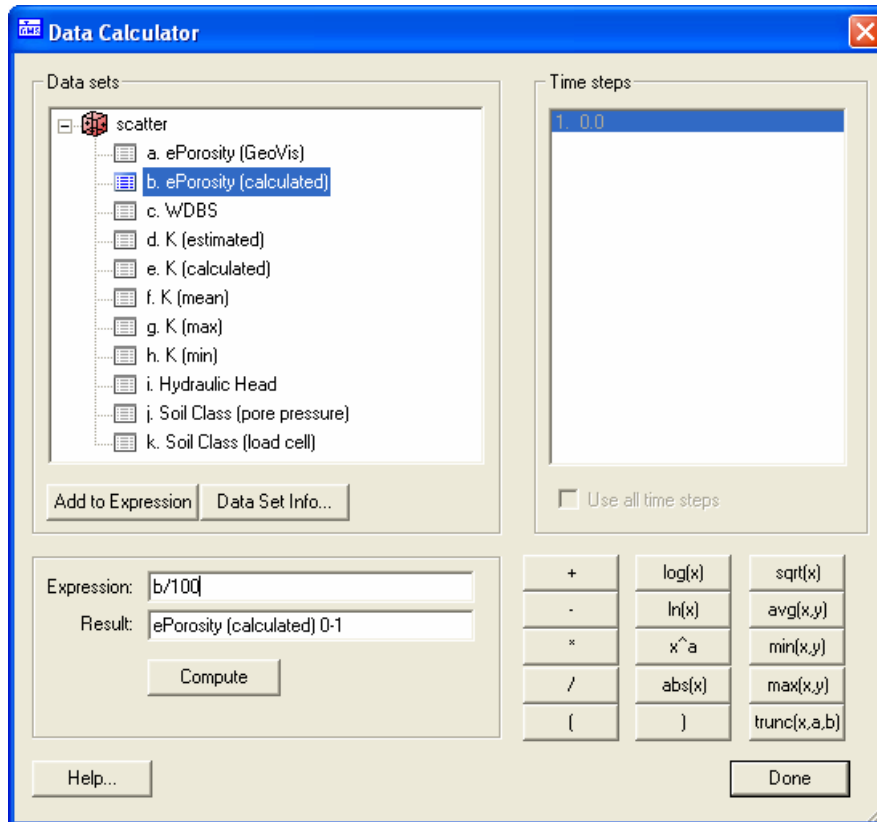 GMS Data Calculator
Data sets
scatter
a. ePorosity (GeoVis)
b. ePorosity (calculated)
c. WDBS
d. K (estimated)
e. K (calculated)
f. K (mean)
g. K (max)
h. K (min)
i. Hydraulic Head
j. Soil Class (pore pressure)
k. Soil Class (load cell)
Add to Expression Data Set Info...
Time steps
1. 0.0
Use all time steps
Expression: b/100
Result: ePorosity (calculated) 0-1
Compute
+ log(x) sqrt(x)
- ln(x) avg(x,y)
* x^a min(x,y)
/ abs(x) max(x,y)
( ) trunc(x,a,b)
Help... Done